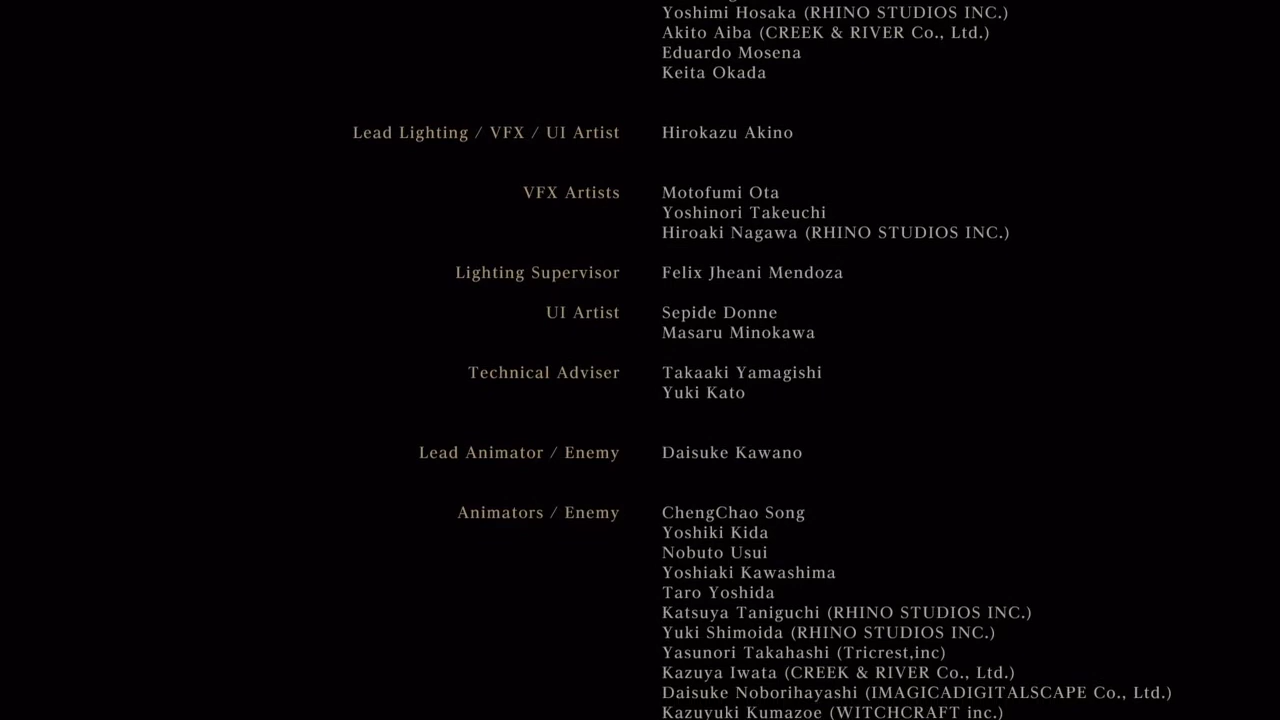 Yoshimi Hosaka (RHINO STUDIOS INC.)
Akito Aiba (CREEK & RIVER Co., Ltd.)
Eduardo Mosena
Keita Okada
Lead Lighting / VFX / UI Artist Hirokazu Akino
VFX Artists Motofumi Ota
Yoshinori Takeuchi
Hiroaki Nagawa (RHINO STUDIOS INC.)
Lighting Supervisor Felix Jheani Mendoza
UI Artist Sepide Donne
Masaru Minokawa
Technical Adviser Takaaki Yamagishi
Yuki Kato
Lead Animator / Enemy Daisuke Kawano
Animators / Enemy ChengChao Song
Yoshiki Kida
Nobuto Usui
Yoshiaki Kawashima
Taro Yoshida
Katsuya Taniguchi (RHINO STUDIOS INC.)
Yuki Shimoida (RHINO STUDIOS INC.)
Yasunori Takahashi (Tricrest,inc)
Kazuya Iwata (CREEK & RIVER Co., Ltd.)
Daisuke Noborihayashi (IMAGICADIGITALSCAPE Co., Ltd.)
Kazuyuki Kumazoe (WITCHCRAFT inc.)